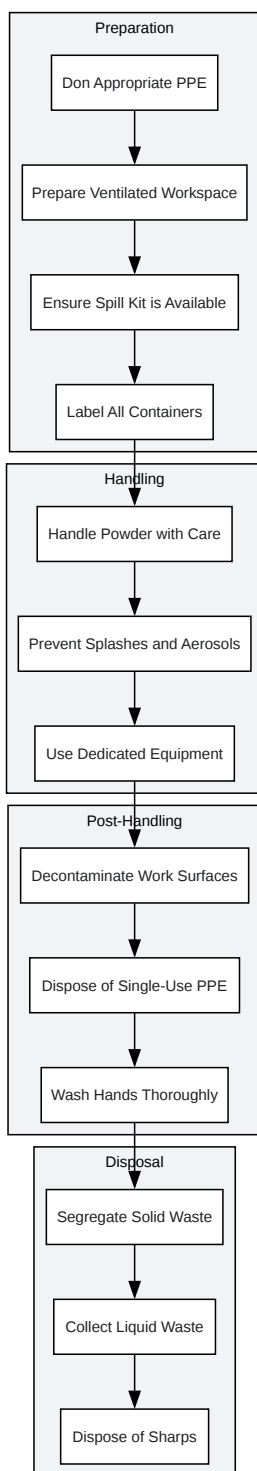 Preparation
Don Appropriate PPE
Prepare Ventilated Workspace
Ensure Spill Kit is Available
Label All Containers
Handling
Handle Powder with Care
Prevent Splashes and Aerosols
Use Dedicated Equipment
Post-Handling
Decontaminate Work Surfaces
Dispose of Single-Use PPE
Wash Hands Thoroughly
Disposal
Segregate Solid Waste
Collect Liquid Waste
Dispose of Sharps